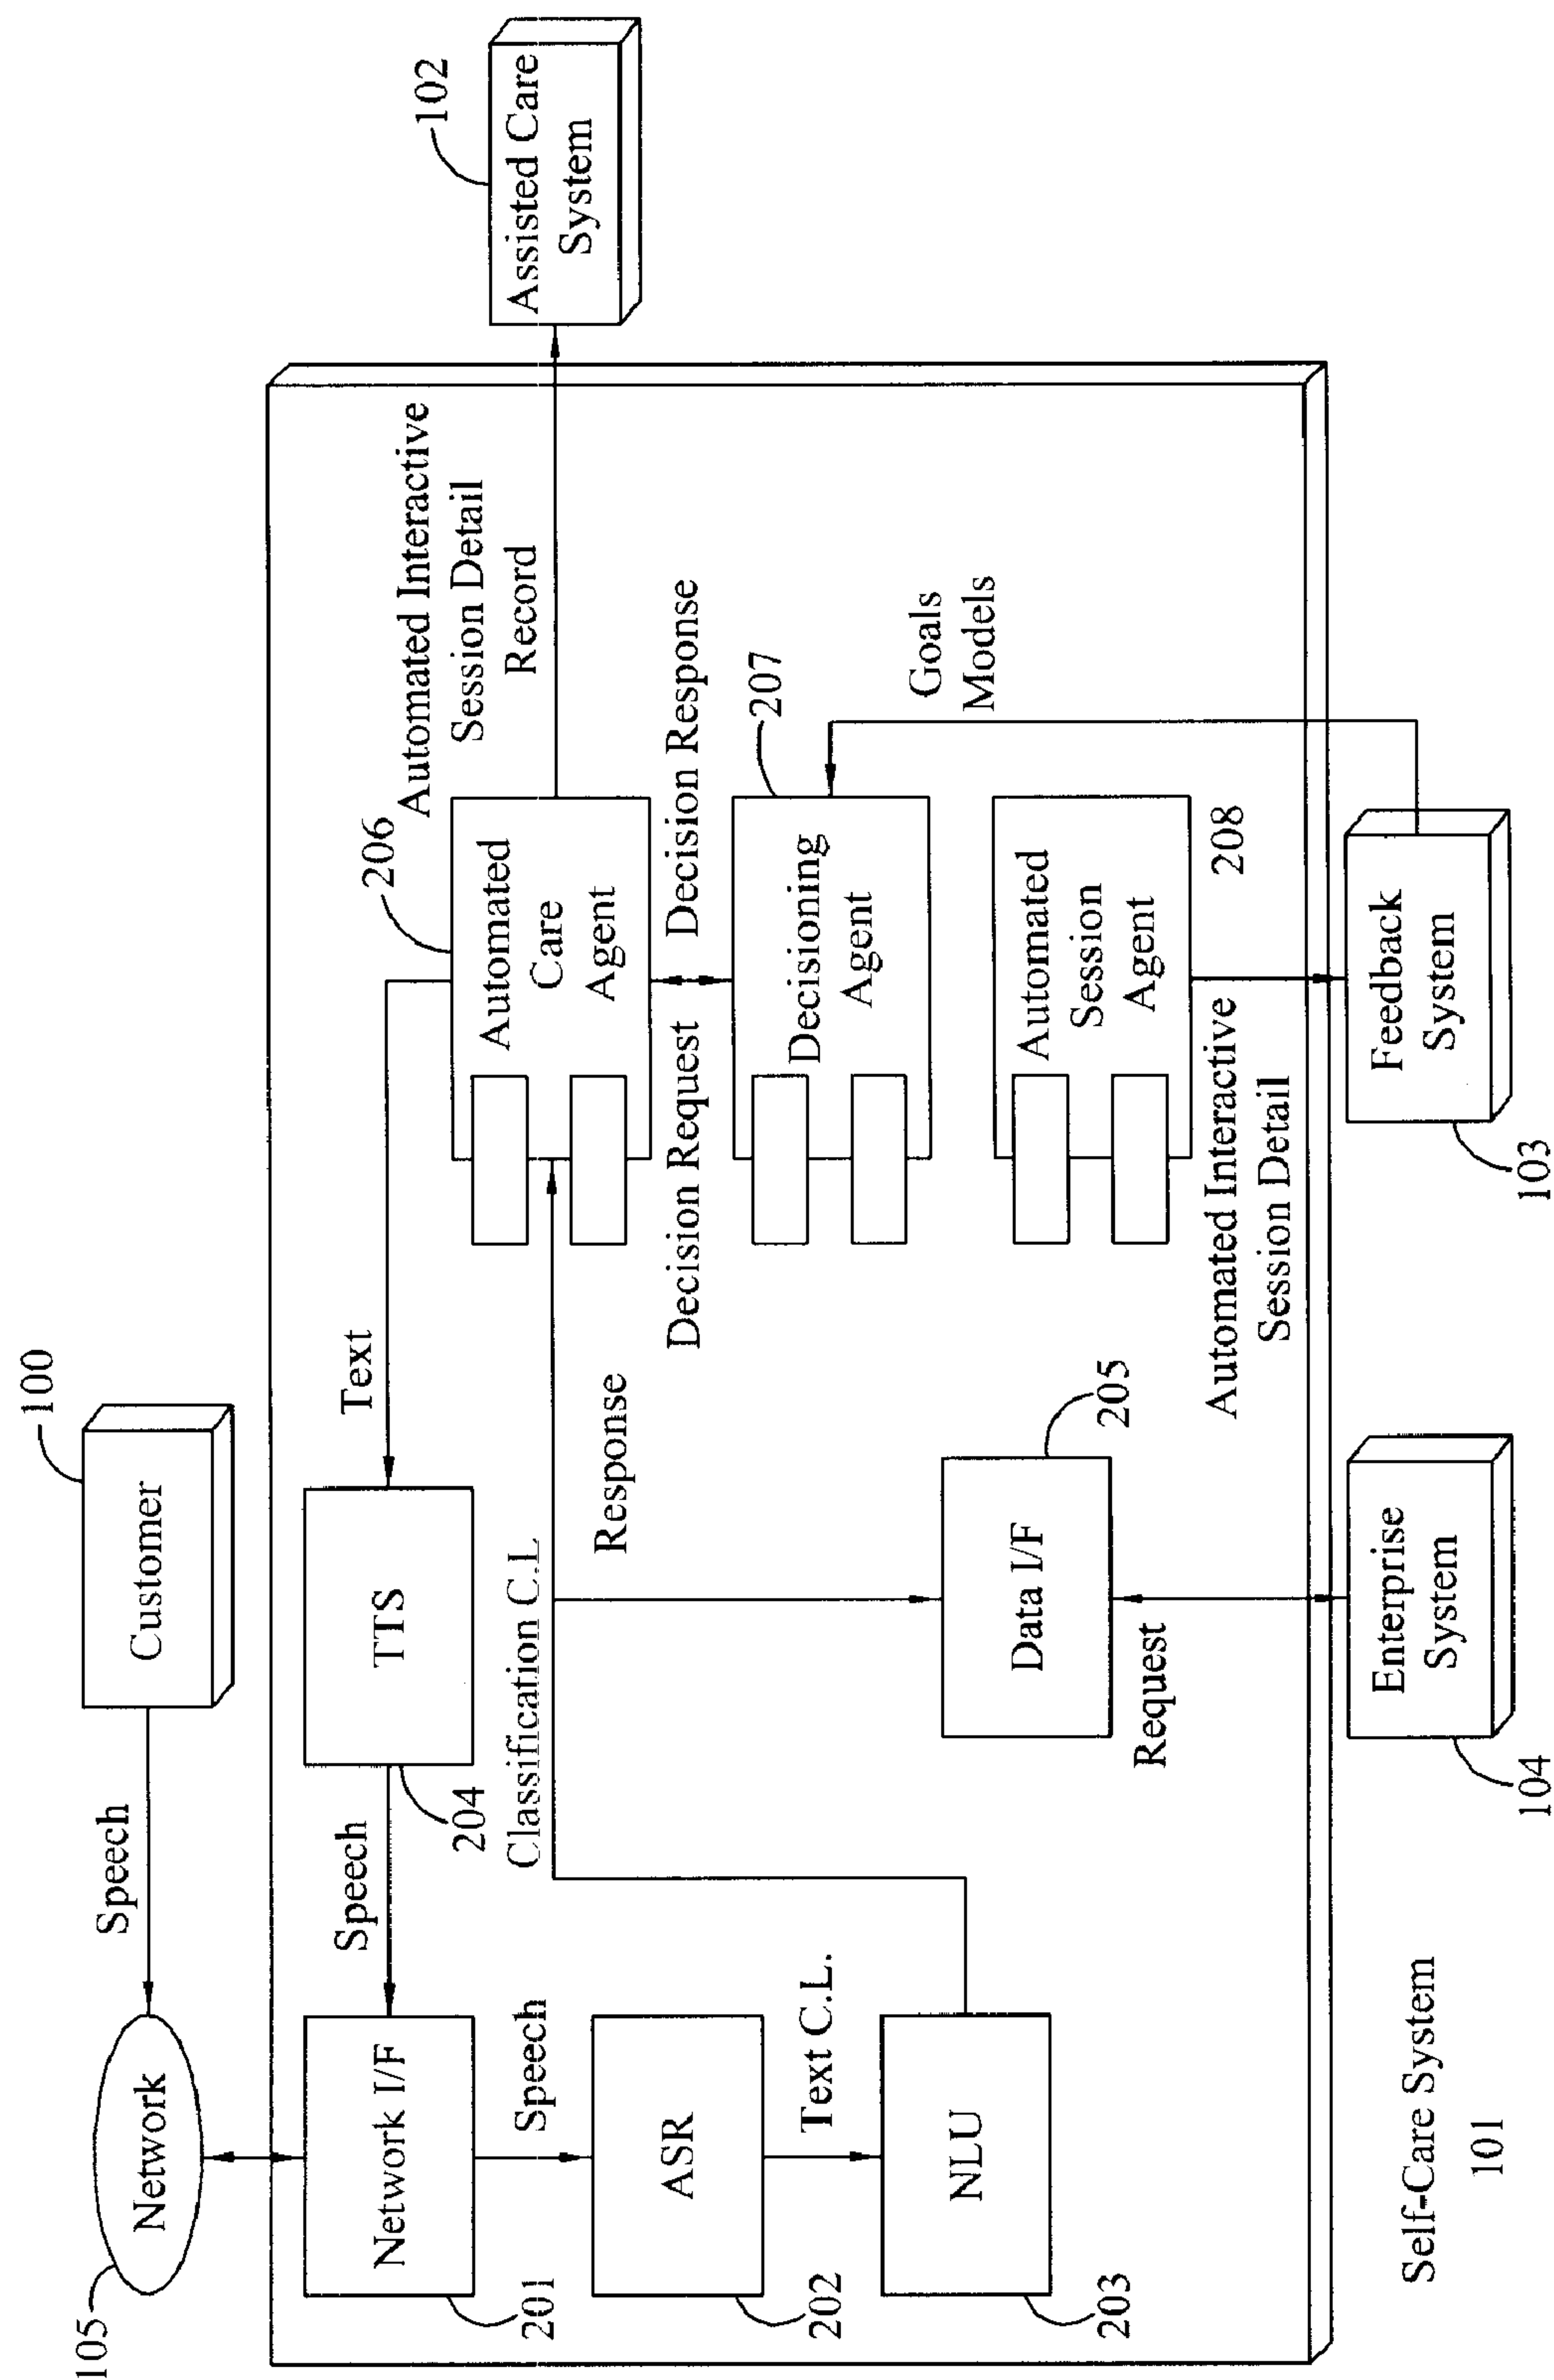 100
Customer
Speech
105
Network
102
Assisted Care
System
Network I/F
201
Speech
TTS
204
Text
206
Automated
Care
Agent
Automated Interactive
Session Detail
Record
Speech
ASR
202
Classification C.L
Response
Decision Request
Decision Response
Text C.L.
NLU
203
Data I/F
205
Request
Decisioning
Agent
207
Goals
Models
Automated
Session
Agent
208
Automated Interactive
Session Detail
Enterprise
System
104
Feedback
System
103
Self-Care System
101